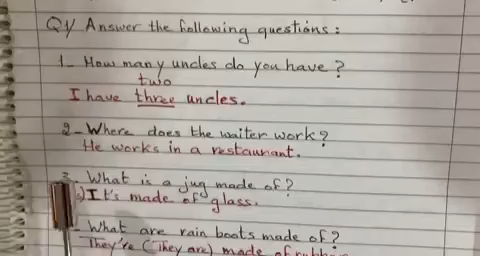 Q1/ Answer the following questions:
1- How many uncles do you have?
two
I have three uncles.
2- Where does the waiter work?
He works in a restaurant.
3. What is a jug made of?
It's made of glass.
- What are rain boots made of?
They're (They are) made of